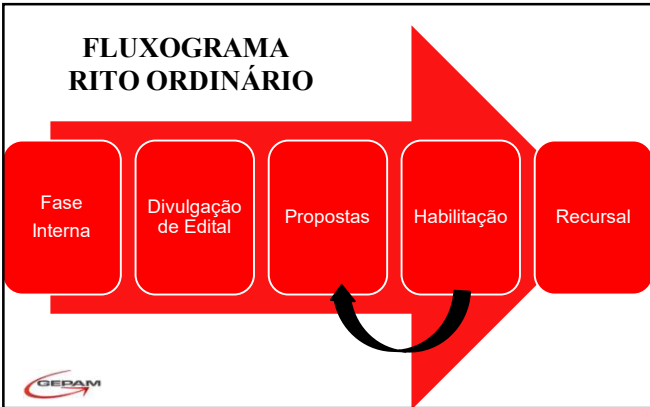 FLUXOGRAMA
RITO ORDINÁRIO
Fase
Interna
Divulgação
de Edital
Propostas
Habilitação
Recursal
GEPAM